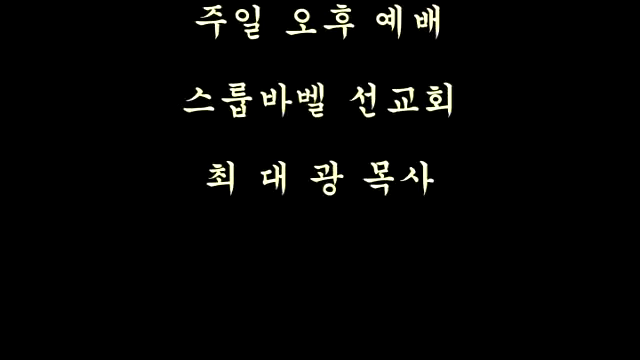 주일 오후 예배
스룹바벨 선교회
최 대 광 목사